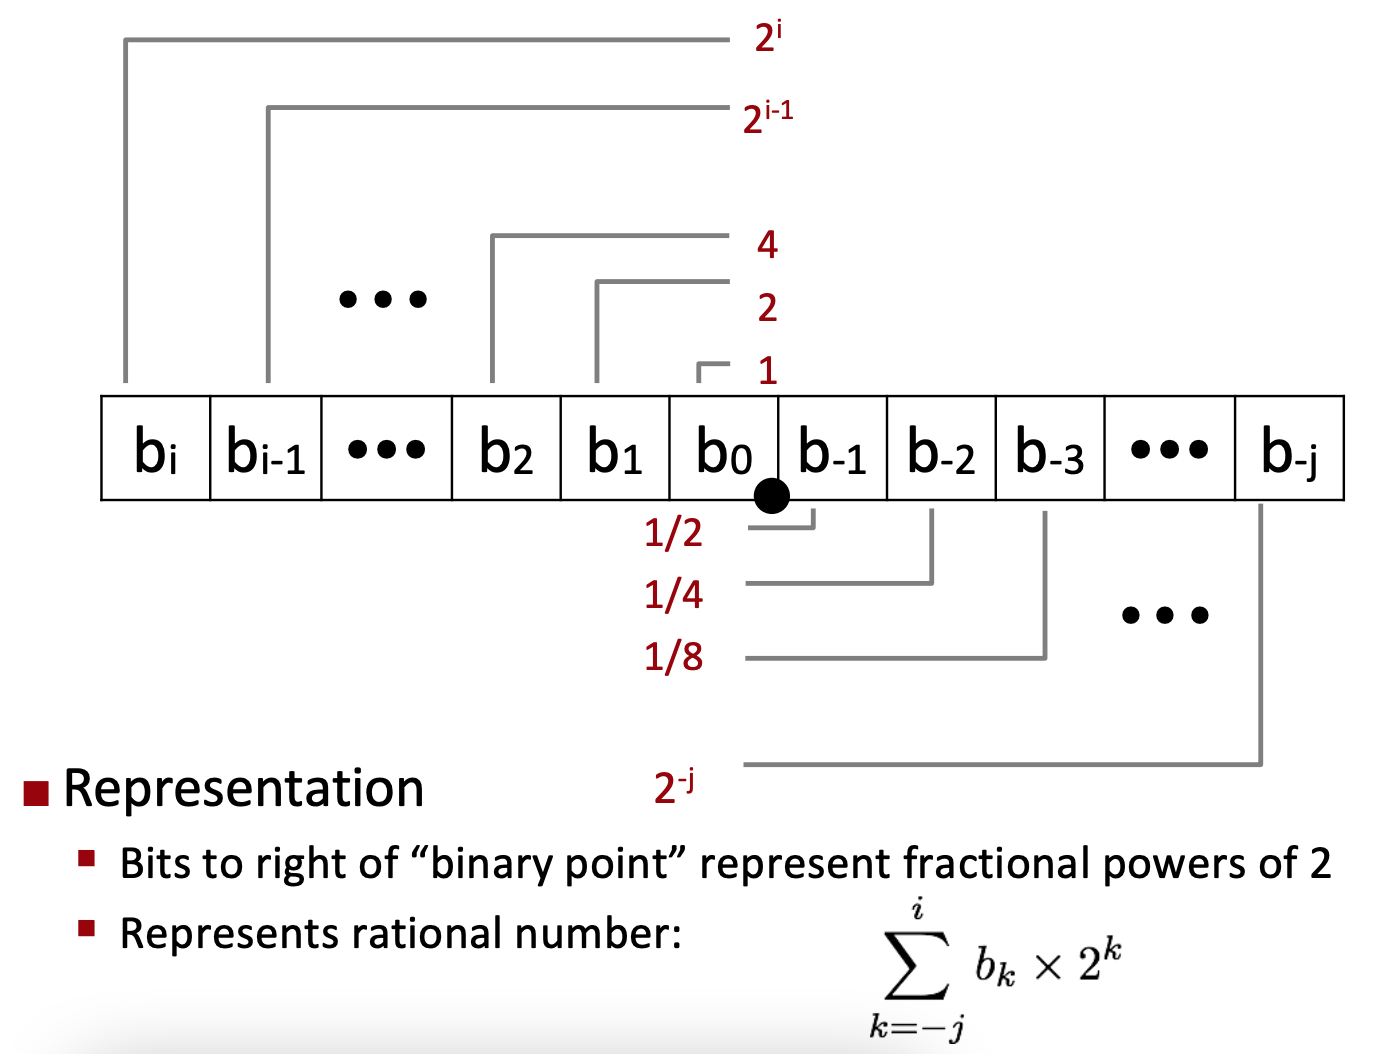 2^i
2^{i-1}
4
2
1
b_i b_{i-1} ••• b_2 b_1 b_0 b_{-1} b_{-2} b_{-3} ••• b_{-j}
1/2
1/4
1/8
2^{-j}
■ Representation
▪ Bits to right of “binary point” represent fractional powers of 2
▪ Represents rational number: \sum_{k=-j}^{i} b_k × 2^k